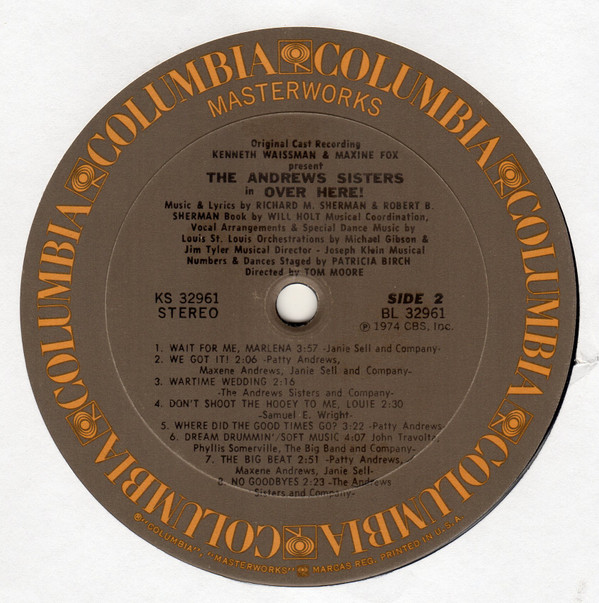 COLUMBIA COLUMBIA COLUMBIA COLUMBIA COLUMBIA COLUMBIA COLUMBIA
MASTERWORKS
Original Cast Recording
KENNETH WAISSMAN & MAXINE FOX
present
THE ANDREWS SISTERS
in OVER HERE!
Music & Lyrics by RICHARD M. SHERMAN & ROBERT B.
SHERMAN Book by WILL HOLT Musical Coordination,
Vocal Arrangements & Special Dance Music by
Louis St. Louis Orchestrations by Michael Gibson &
Jim Tyler Musical Director - Joseph Klein Musical
Numbers & Dances Staged by PATRICIA BIRCH
Directed by TOM MOORE
KS 32961
STEREO
SIDE 2
BL 32961
℗ 1974 CBS, Inc.
1. WAIT FOR ME, MARLENA 3:57 -Janie Sell and Company-
2. WE GOT IT! 2:06 -Patty Andrews,
Maxene Andrews, Janie Sell and Company-
3. WARTIME WEDDING 2:16
-The Andrews Sisters and Company-
4. DON'T SHOOT THE HOOEY TO ME, LOUIE 2:30
-Samuel E. Wright-
5. WHERE DID THE GOOD TIMES GO? 3:22 -Patty Andrews-
6. DREAM DRUMMIN'/SOFT MUSIC 4:07 John Travolta,
Phyllis Somerville, The Big Band and Company-
7. THE BIG BEAT 2:51 -Patty Andrews,
Maxene Andrews, Janie Sell-
8. NO GOODBYES 2:23 -The Andrews
Sisters and Company-
® "COLUMBIA", "MASTERWORKS" MARCAS REG. PRINTED IN U.S.A.